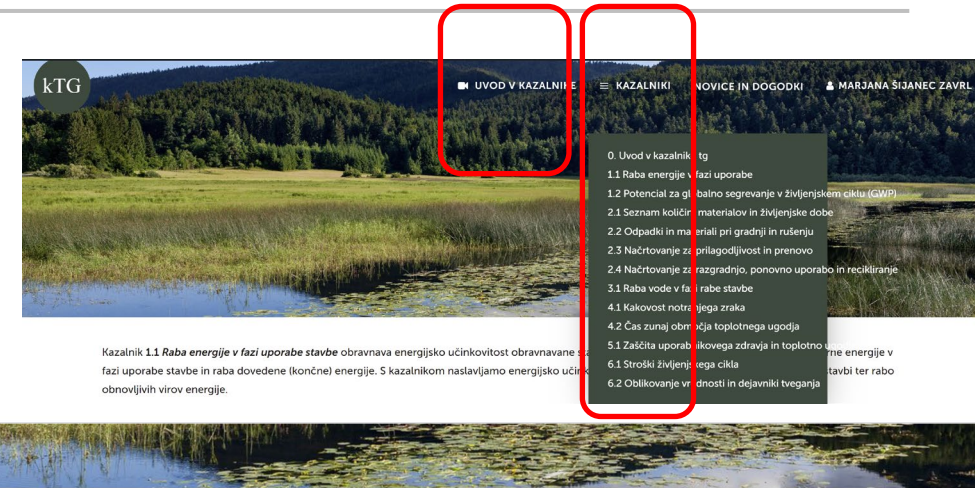 kTG
UVOD V KAZALNIKE
KAZALNIKI
NOVICE IN DOGODKI
MARJANA ŠIJANEC ZAVRL
0. Uvod v kazalnike tg
1.1 Raba energije v fazi uporabe
1.2 Potencial za globalno segrevanje v življenjskem ciklu (GWP)
2.1 Seznam količin materialov in življenjske dobe
2.2 Odpadki in materiali pri gradnji in rušenju
2.3 Načrtovanje za prilagodljivost in prenovo
2.4 Načrtovanje za razgradnjo, ponovno uporabo in recikliranje
3.1 Raba vode v fazi rabe stavbe
4.1 Kakovost notranjega zraka
4.2 Čas zunaj območja toplotnega ugodja
5.1 Zaščita uporabnikovega zdravja in toplotno
6.1 Stroški življenjskega cikla
6.2 Oblikovanje vrednosti in dejavniki tveganja
Kazalnik 1.1 Raba energije v fazi uporabe stavbe obravnava energijsko učinkovitost obravnavane energije v
fazi uporabe stavbe in raba dovedene (končne) energije. S kazalnikom naslavljamo energijsko stavbi ter rabo
obnovljivih virov energije.